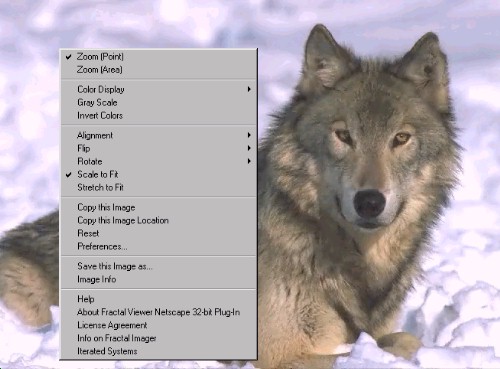 Zoom (Point)
Zoom (Area)
Color Display
Gray Scale
Invert Colors
Alignment
Flip
Rotate
Scale to Fit
Stretch to Fit
Copy this Image
Copy this Image Location
Reset
Preferences...
Save this Image as...
Image Info
Help
About Fractal Viewer Netscape 32-bit Plug-In
License Agreement
Info on Fractal Imager
Iterated Systems